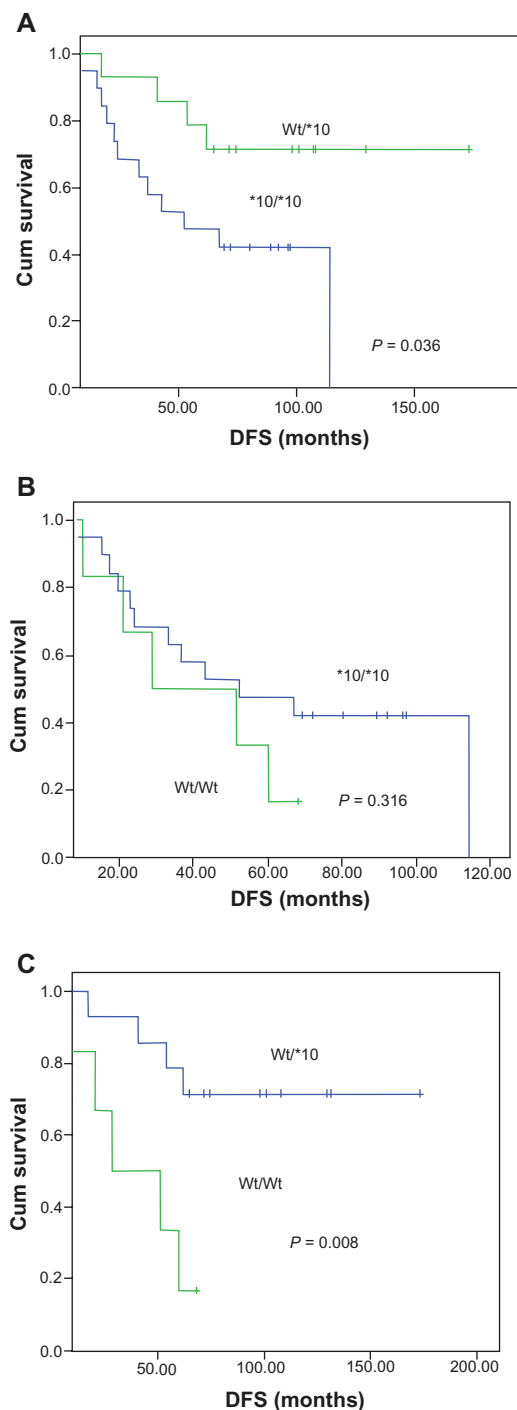 A
Cum survival
1.0
0.8
0.6
0.4
0.2
0.0
Wt/*10
*10/*10
P = 0.036
50.00 100.00 150.00
DFS (months)
B
Cum survival
1.0
0.8
0.6
0.4
0.2
0.0
*10/*10
Wt/Wt
P = 0.316
20.00 40.00 60.00 80.00 100.00 120.00
DFS (months)
C
Cum survival
1.0
0.8
0.6
0.4
0.2
0.0
Wt/*10
Wt/Wt
P = 0.008
50.00 100.00 150.00 200.00
DFS (months)